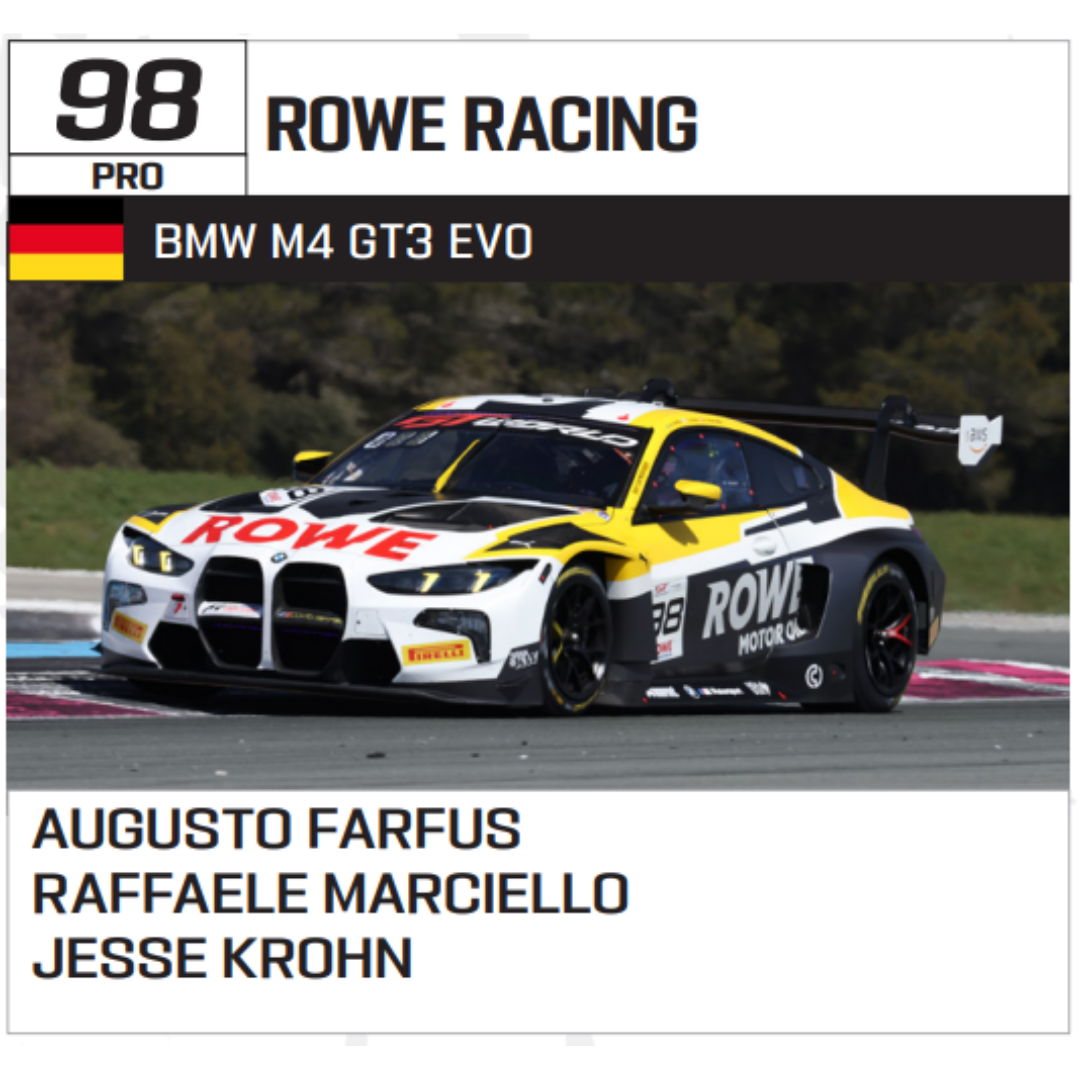 98
PRO
ROWE RACING
BMW M4 GT3 EVO
GT WORLD
ROWE
98
ROWE
MOTOR
PIRELLI
PIRELLI
AUGUSTO FARFUS
RAFFAELE MARCIELLO
JESSE KROHN